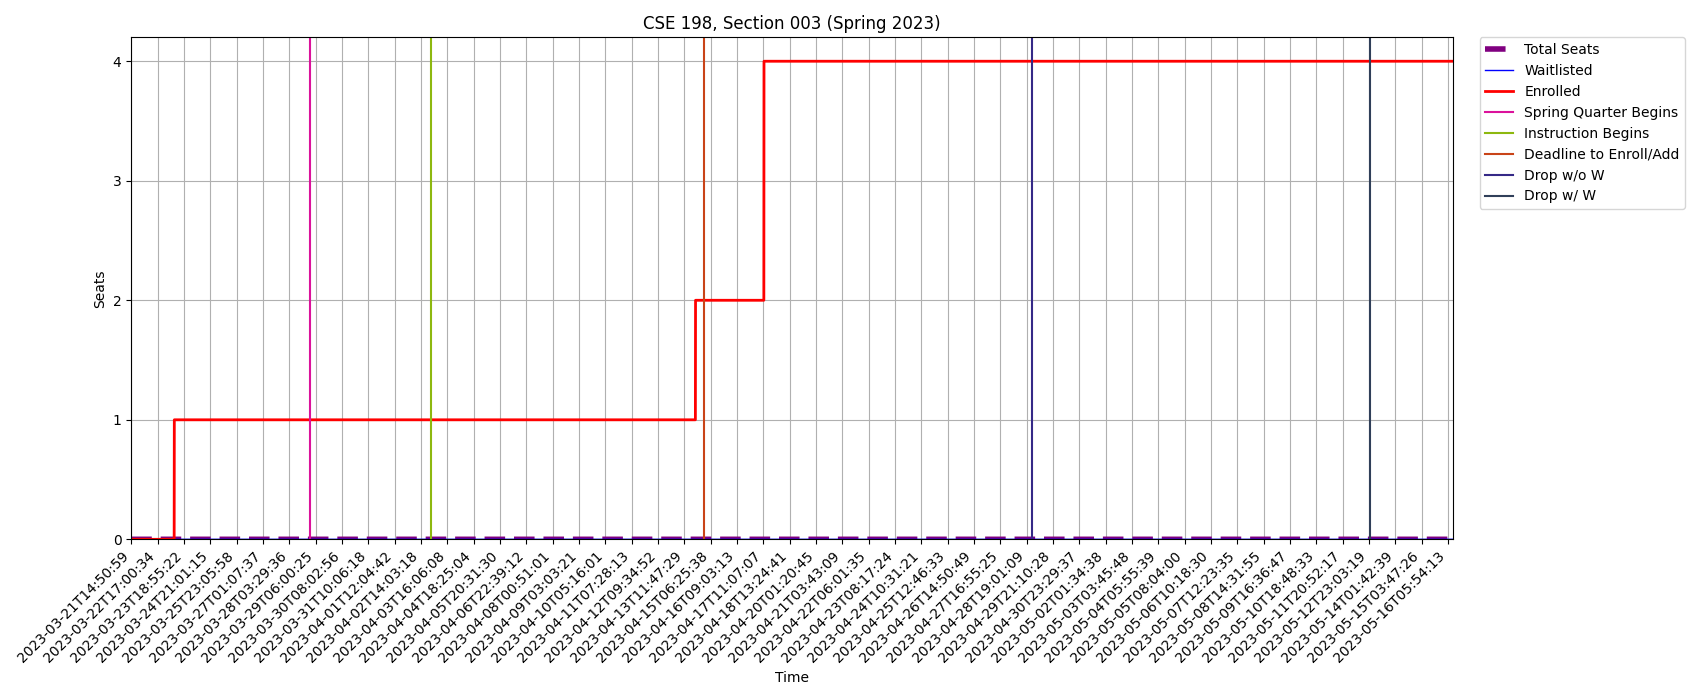 CSE 198, Section 003 (Spring 2023)
4
3
2
1
0
Seats
2023-03-21T14:50:59
2023-03-22T17:00:34
2023-03-23T18:55:22
2023-03-24T21:01:15
2023-03-25T23:05:58
2023-03-27T01:07:37
2023-03-28T03:29:36
2023-03-29T06:00:25
2023-03-30T08:02:56
2023-03-31T10:06:18
2023-04-01T12:04:42
2023-04-02T14:03:18
2023-04-03T16:06:08
2023-04-04T18:25:04
2023-04-05T20:31:30
2023-04-06T22:39:12
2023-04-08T00:51:01
2023-04-09T03:03:21
2023-04-10T05:16:01
2023-04-11T07:28:13
2023-04-12T09:34:52
2023-04-13T11:47:29
2023-04-15T06:25:38
2023-04-16T09:03:13
2023-04-17T11:07:07
2023-04-18T13:24:41
2023-04-20T01:20:45
2023-04-21T03:43:09
2023-04-22T06:01:35
2023-04-23T08:17:24
2023-04-24T10:31:21
2023-04-25T12:46:33
2023-04-26T14:50:49
2023-04-27T16:55:25
2023-04-28T19:01:09
2023-04-29T21:10:28
2023-04-30T23:29:37
2023-05-02T01:34:38
2023-05-03T03:45:48
2023-05-04T05:55:39
2023-05-05T08:04:00
2023-05-06T10:18:30
2023-05-07T12:23:35
2023-05-08T14:31:55
2023-05-09T16:36:47
2023-05-10T18:48:33
2023-05-11T20:52:17
2023-05-12T23:03:19
2023-05-14T01:42:39
2023-05-15T03:47:26
2023-05-16T05:54:13
Time
Total Seats
Waitlisted
Enrolled
Spring Quarter Begins
Instruction Begins
Deadline to Enroll/Add
Drop w/o W
Drop w/ W